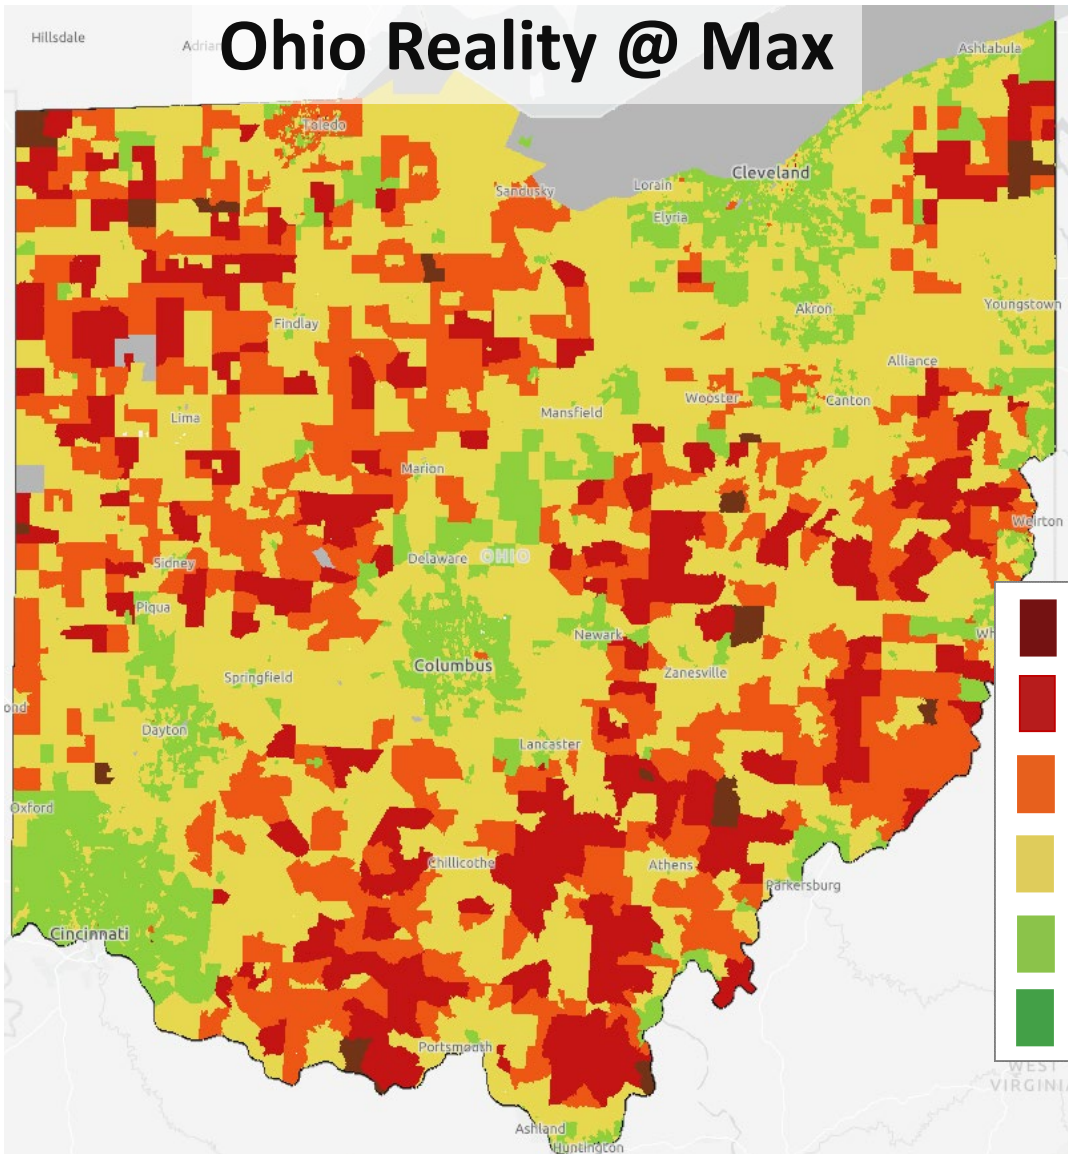 Ohio Reality @ Max
Hillsdale
Adrian
Ashtabula
Toledo
Cleveland
Sandusky
Lorain
Elyria
Youngstown
Akron
Findlay
Alliance
Wooster
Canton
Mansfield
Lima
Marion
Weirton
Delaware
OHIO
Sidney
Piqua
Newark
Wh
Columbus
Zanesville
Springfield
ond
Dayton
Lancaster
Oxford
Chillicothe
Athens
Parkersburg
Cincinnati
Portsmouth
WEST
VIRGINIA
Ashland
Huntington